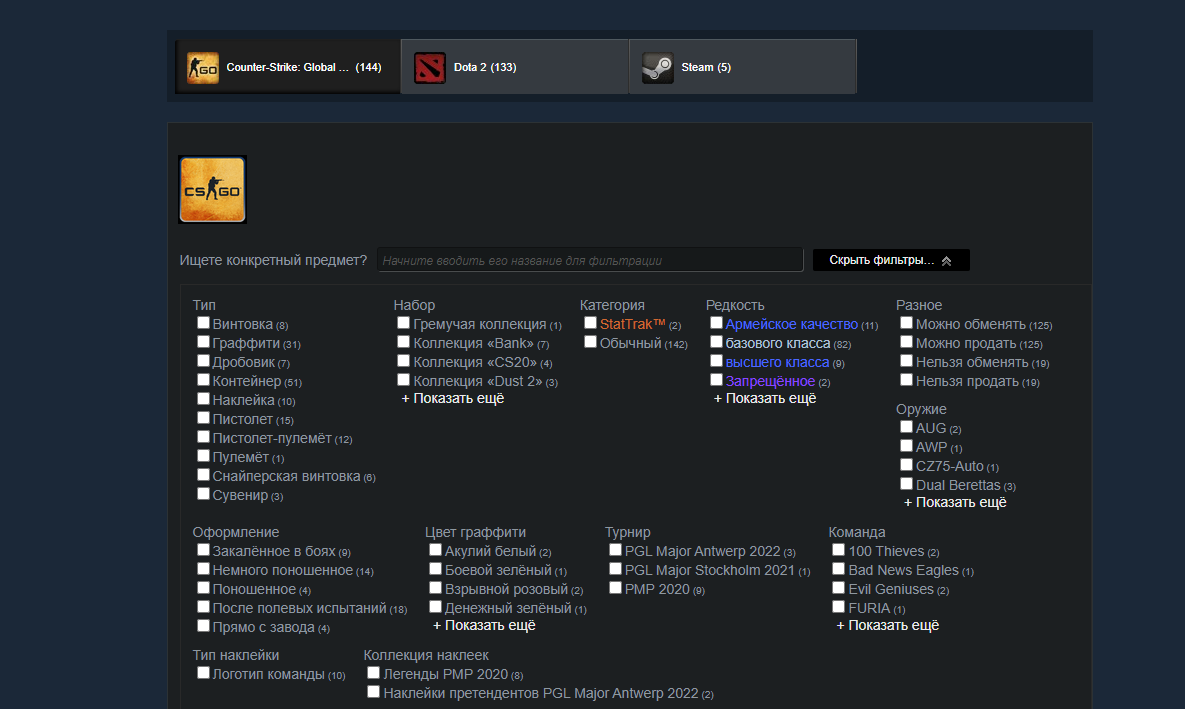 Counter-Strike: Global ... (144)
Dota 2 (133)
Steam (5)
GO
CS GO
Ищете конкретный предмет?
Начните вводить его название для фильтрации
Скрыть фильтры...
Тип
Винтовка (8)
Граффити (31)
Дробовик (7)
Контейнер (51)
Наклейка (10)
Пистолет (15)
Пистолет-пулемёт (12)
Пулемёт (1)
Снайперская винтовка (6)
Сувенир (3)
Набор
Гремучая коллекция (1)
Коллекция «Bank» (7)
Коллекция «CS20» (4)
Коллекция «Dust 2» (3)
+ Показать ещё
Категория
StatTrak™ (2)
Обычный (142)
Редкость
Армейское качество (11)
базового класса (82)
высшего класса (9)
Запрещённое (2)
+ Показать ещё
Разное
Можно обменять (125)
Можно продать (125)
Нельзя обменять (19)
Нельзя продать (19)
Оружие
AUG (2)
AWP (1)
CZ75-Auto (1)
Dual Berettas (3)
+ Показать ещё
Оформление
Закалённое в боях (9)
Немного поношенное (14)
Поношенное (4)
После полевых испытаний (18)
Прямо с завода (4)
Цвет граффити
Акулий белый (2)
Боевой зелёный (1)
Взрывной розовый (2)
Денежный зелёный (1)
+ Показать ещё
Турнир
PGL Major Antwerp 2022 (3)
PGL Major Stockholm 2021 (1)
PMP 2020 (9)
Команда
100 Thieves (2)
Bad News Eagles (1)
Evil Geniuses (2)
FURIA (1)
+ Показать ещё
Тип наклейки
Логотип команды (10)
Коллекция наклеек
Легенды PMP 2020 (8)
Наклейки претендентов PGL Major Antwerp 2022 (2)